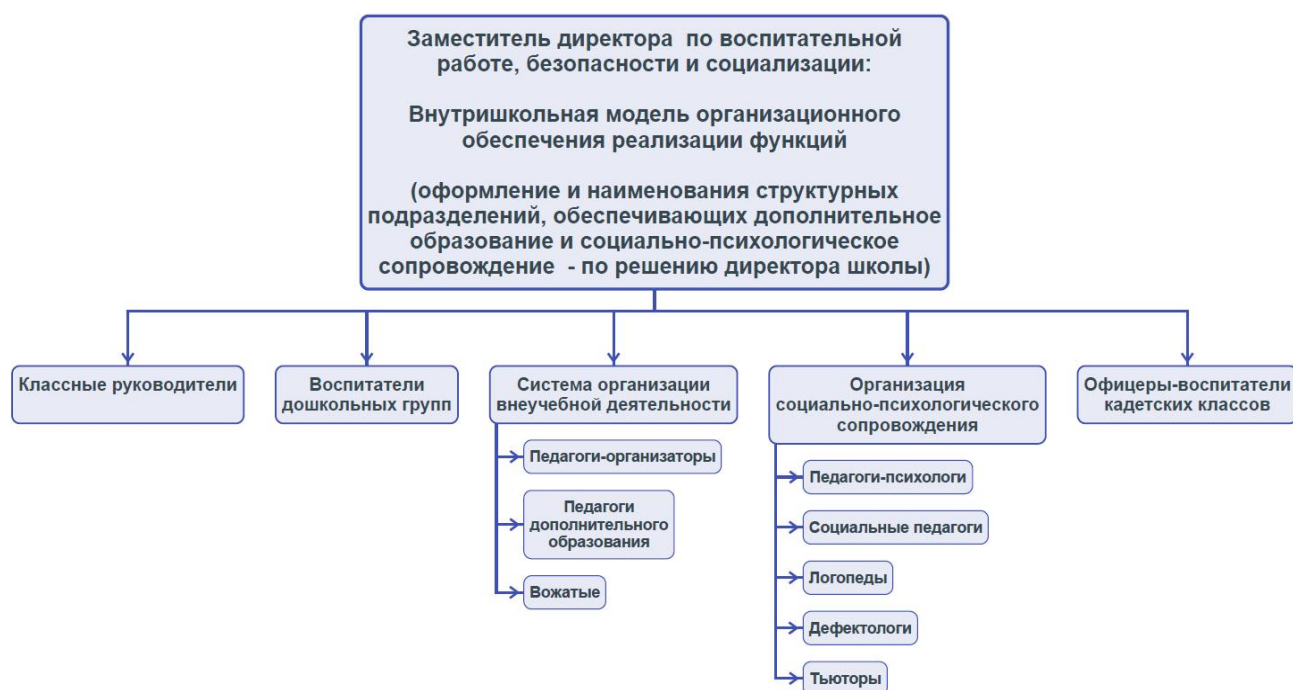 Заместитель директора по воспитательной
работе, безопасности и социализации:
Внутришкольная модель организационного
обеспечения реализации функций
(оформление и наименования структурных
подразделений, обеспечивающих дополнительное
образование и социально-психологическое
сопровождение - по решению директора школы)
Классные руководители
Воспитатели
дошкольных групп
Система организации
внеучебной деятельности
Педагоги-организаторы
Педагоги
дополнительного
образования
Вожатые
Организация
социально-психологического
сопровождения
Педагоги-психологи
Социальные педагоги
Логопеды
Дефектологи
Тьюторы
Офицеры-воспитатели
кадетских классов